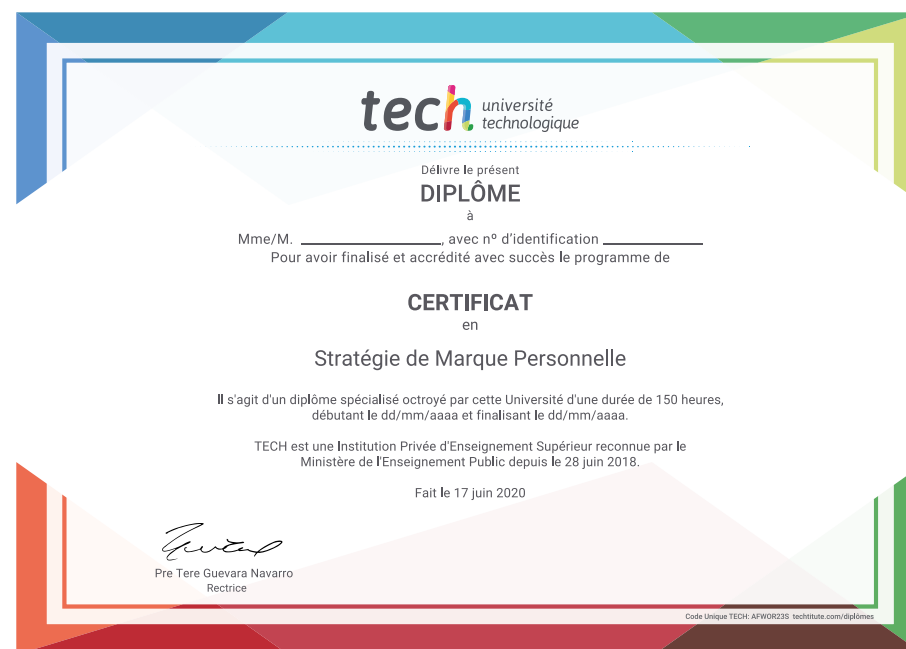 tech université
technologique
Délivre le présent
DIPLÔME
à
Mme/M. ____________________, avec nº d'identification ______________
Pour avoir finalisé et accrédité avec succès le programme de
CERTIFICAT
en
Stratégie de Marque Personnelle
Il s'agit d'un diplôme spécialisé octroyé par cette Université d'une durée de 150 heures,
débutant le dd/mm/aaaa et finalisant le dd/mm/aaaa.
TECH est une Institution Privée d'Enseignement Supérieur reconnue par le
Ministère de l'Enseignement Public depuis le 28 juin 2018.
Fait le 17 juin 2020
Pre Tere Guevara Navarro
Rectrice
Code Unique TECH: AFWOR23S techtitute.com/diplômes